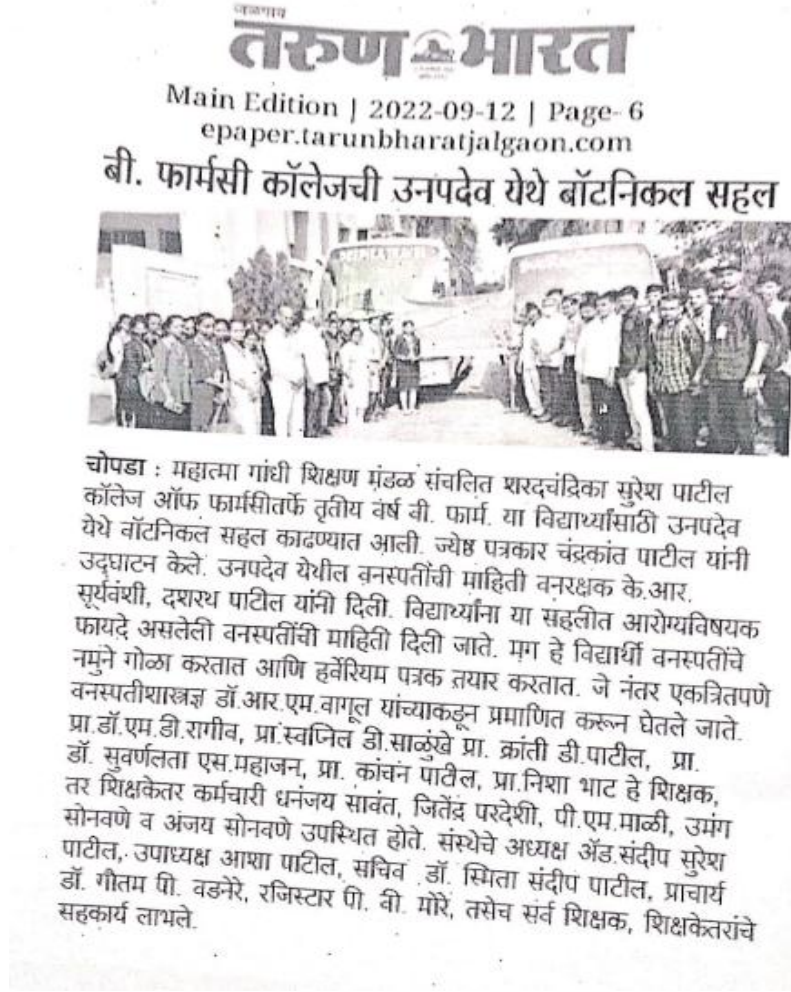 जळगाव
तरुण भारत
Main Edition | 2022-09-12 | Page- 6
epaper.tarunbharatjalgaon.com
बी. फार्मसी कॉलेजची उनपदेव येथे बॉटनिकल सहल
चोपडा : महात्मा गांधी शिक्षण मंडळ संचलित शरदचंद्रिका सुरेश पाटील
कॉलेज ऑफ फार्मसीतर्फे तृतीय वर्ष बी. फार्म. या विद्यार्थ्यांसाठी उनपदेव
येथे बॉटनिकल सहल काढण्यात आली. ज्येष्ठ पत्रकार चंद्रकांत पाटील यांनी
उद्घाटन केले. उनपदेव येथील वनस्पतींची माहिती वनरक्षक के.आर.
सूर्यवंशी, दशरथ पाटील यांनी दिली. विद्यार्थ्यांना या सहलीत आरोग्यविषयक
फायदे असलेली वनस्पतींची माहिती दिली जाते. मग हे विद्यार्थी वनस्पतींचे
नमुने गोळा करतात आणि हर्बेरियम पत्रक तयार करतात. जे नंतर एकत्रितपणे
वनस्पतीशास्त्रज्ञ डॉ.आर.एम.वागूल यांच्याकडून प्रमाणित करून घेतले जाते.
प्रा.डॉ.एम.डी.रागीब, प्रा.स्वप्निल डी.साळुंखे प्रा. क्रांती डी.पाटील, प्रा.
डॉ. सुवर्णलता एस.महाजन, प्रा. कांचन पाटील, प्रा.निशा भाट हे शिक्षक,
तर शिक्षकेतर कर्मचारी धनंजय सावंत, जितेंद्र परदेशी, पी.एम.माळी, उमंग
सोनवणे व अंजय सोनवणे उपस्थित होते. संस्थेचे अध्यक्ष अ‍ॅड.संदीप सुरेश
पाटील, उपाध्यक्ष आशा पाटील, सचिव डॉ. स्मिता संदीप पाटील, प्राचार्य
डॉ. गौतम पी. वडनेरे, रजिस्टार पी. बी. मोरे, तसेच सर्व शिक्षक, शिक्षकेतरांचे
सहकार्य लाभले.